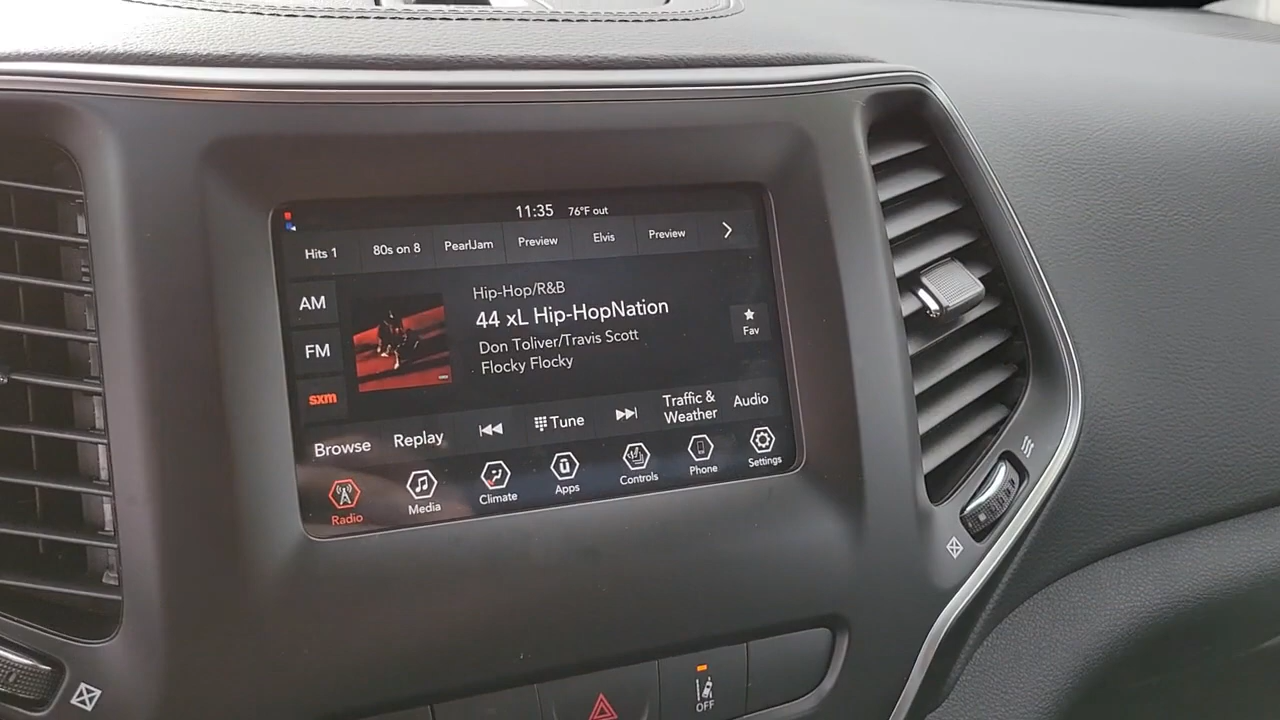 11:35 76°F out
Hits 1 80s on 8 PearlJam Preview Elvis Preview
AM
FM
sxm
Hip-Hop/R&B
44 xL Hip-HopNation
Don Toliver/Travis Scott
Flocky Flocky
Fav
Browse Replay Tune Traffic & Weather Audio
Radio Media Climate Apps Controls Phone Settings
OFF